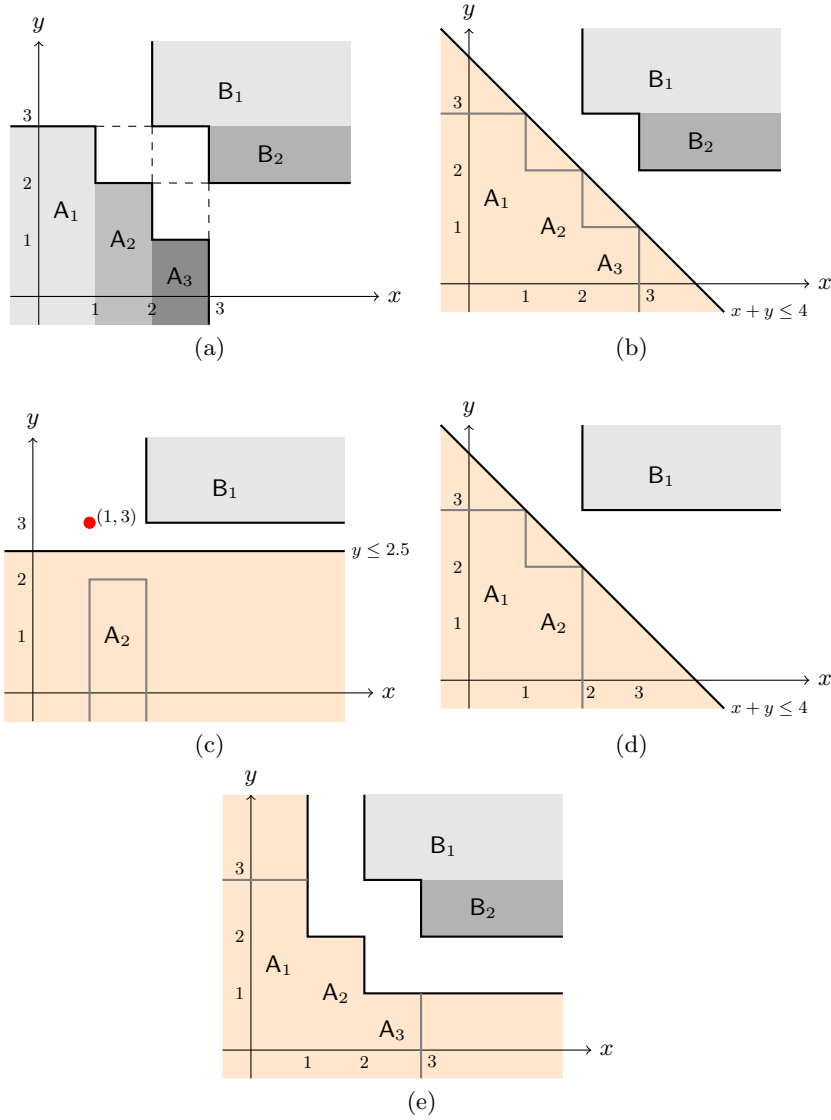 y
3
B₁
B₂
2
A₁
1
A₂
A₃
1
2
3
x
(a)
y
3
B₁
B₂
2
A₁
1
A₂
A₃
1
2
3
x
x + y ≤ 4
(b)
y
B₁
3
(1, 3)
y ≤ 2.5
2
1
A₂
x
(c)
y
B₁
3
2
A₁
1
A₂
1
2
3
x
x + y ≤ 4
(d)
y
B₁
3
B₂
2
A₁
1
A₂
A₃
1
2
3
x
(e)